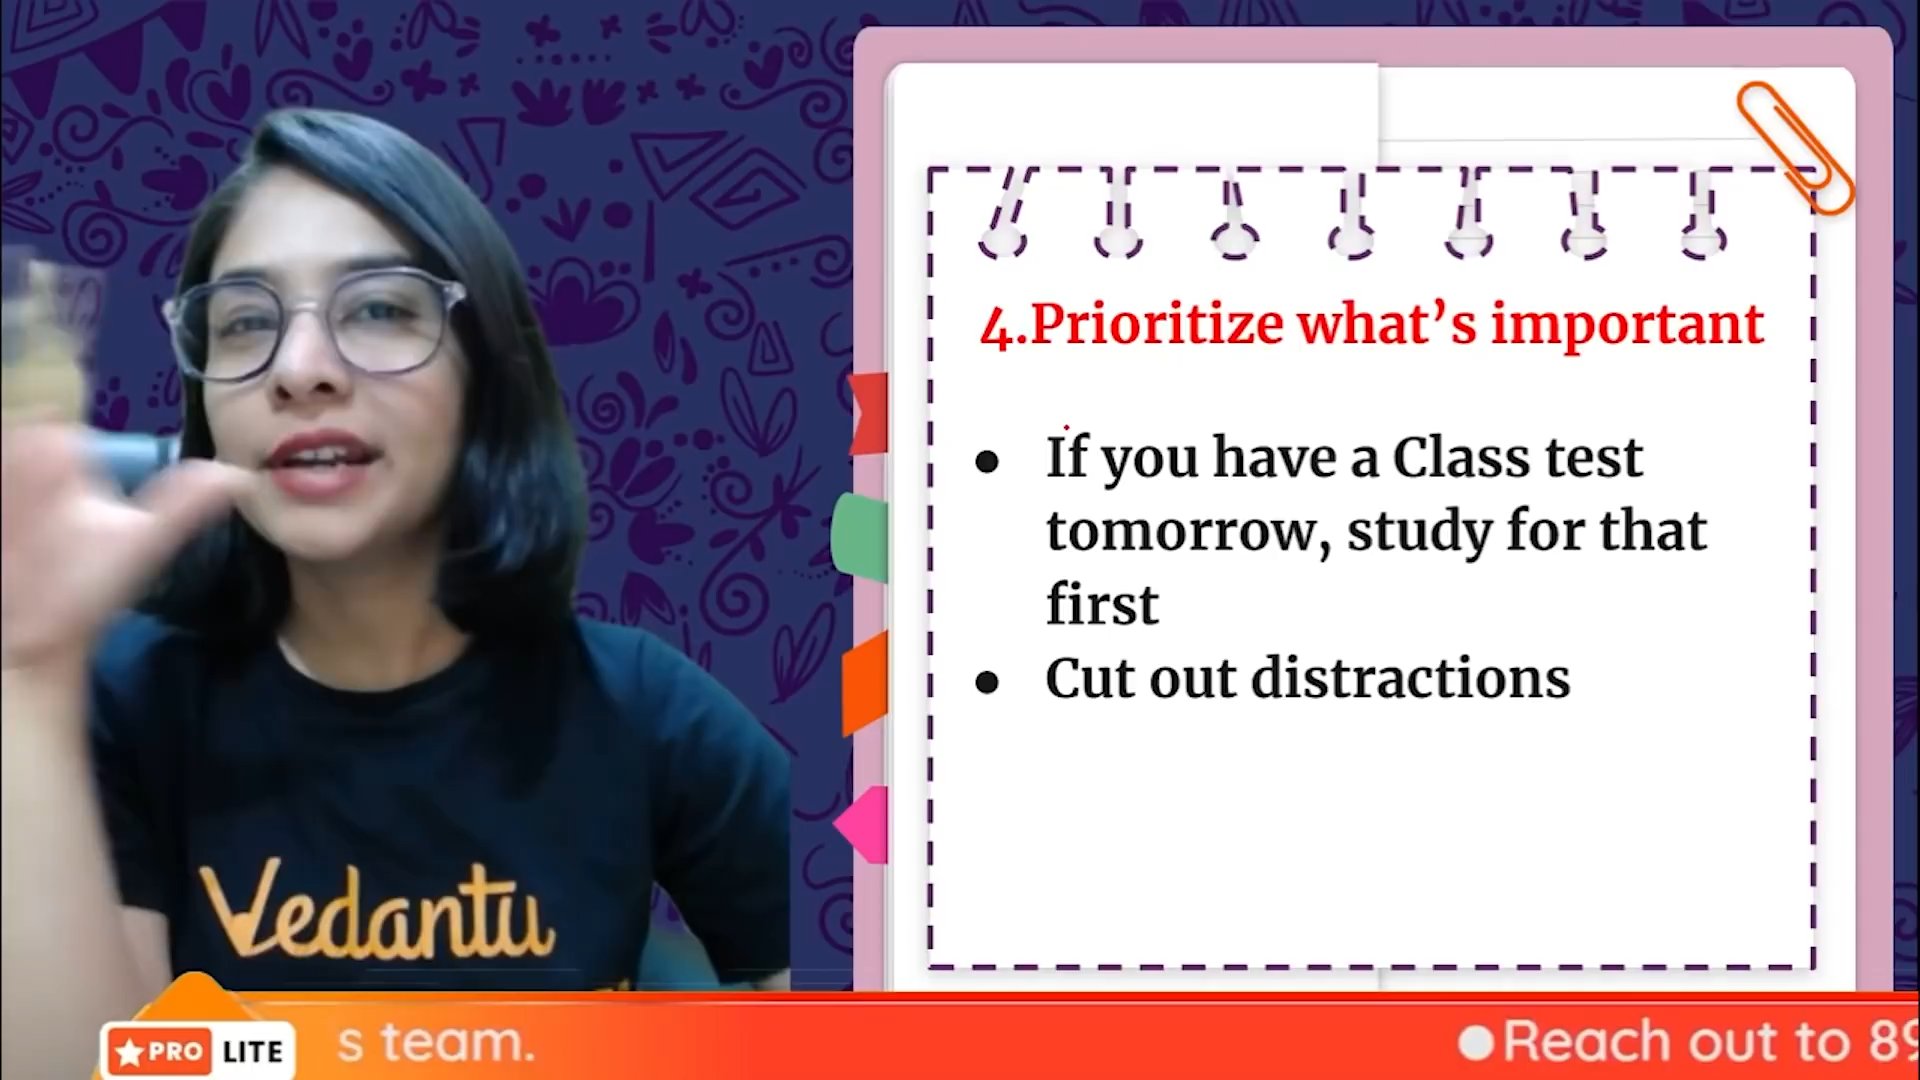 4.Prioritize what’s important
● If you have a Class test
tomorrow, study for that
first
● Cut out distractions
Vedantu
PRO LITE
s team.
●Reach out to 89